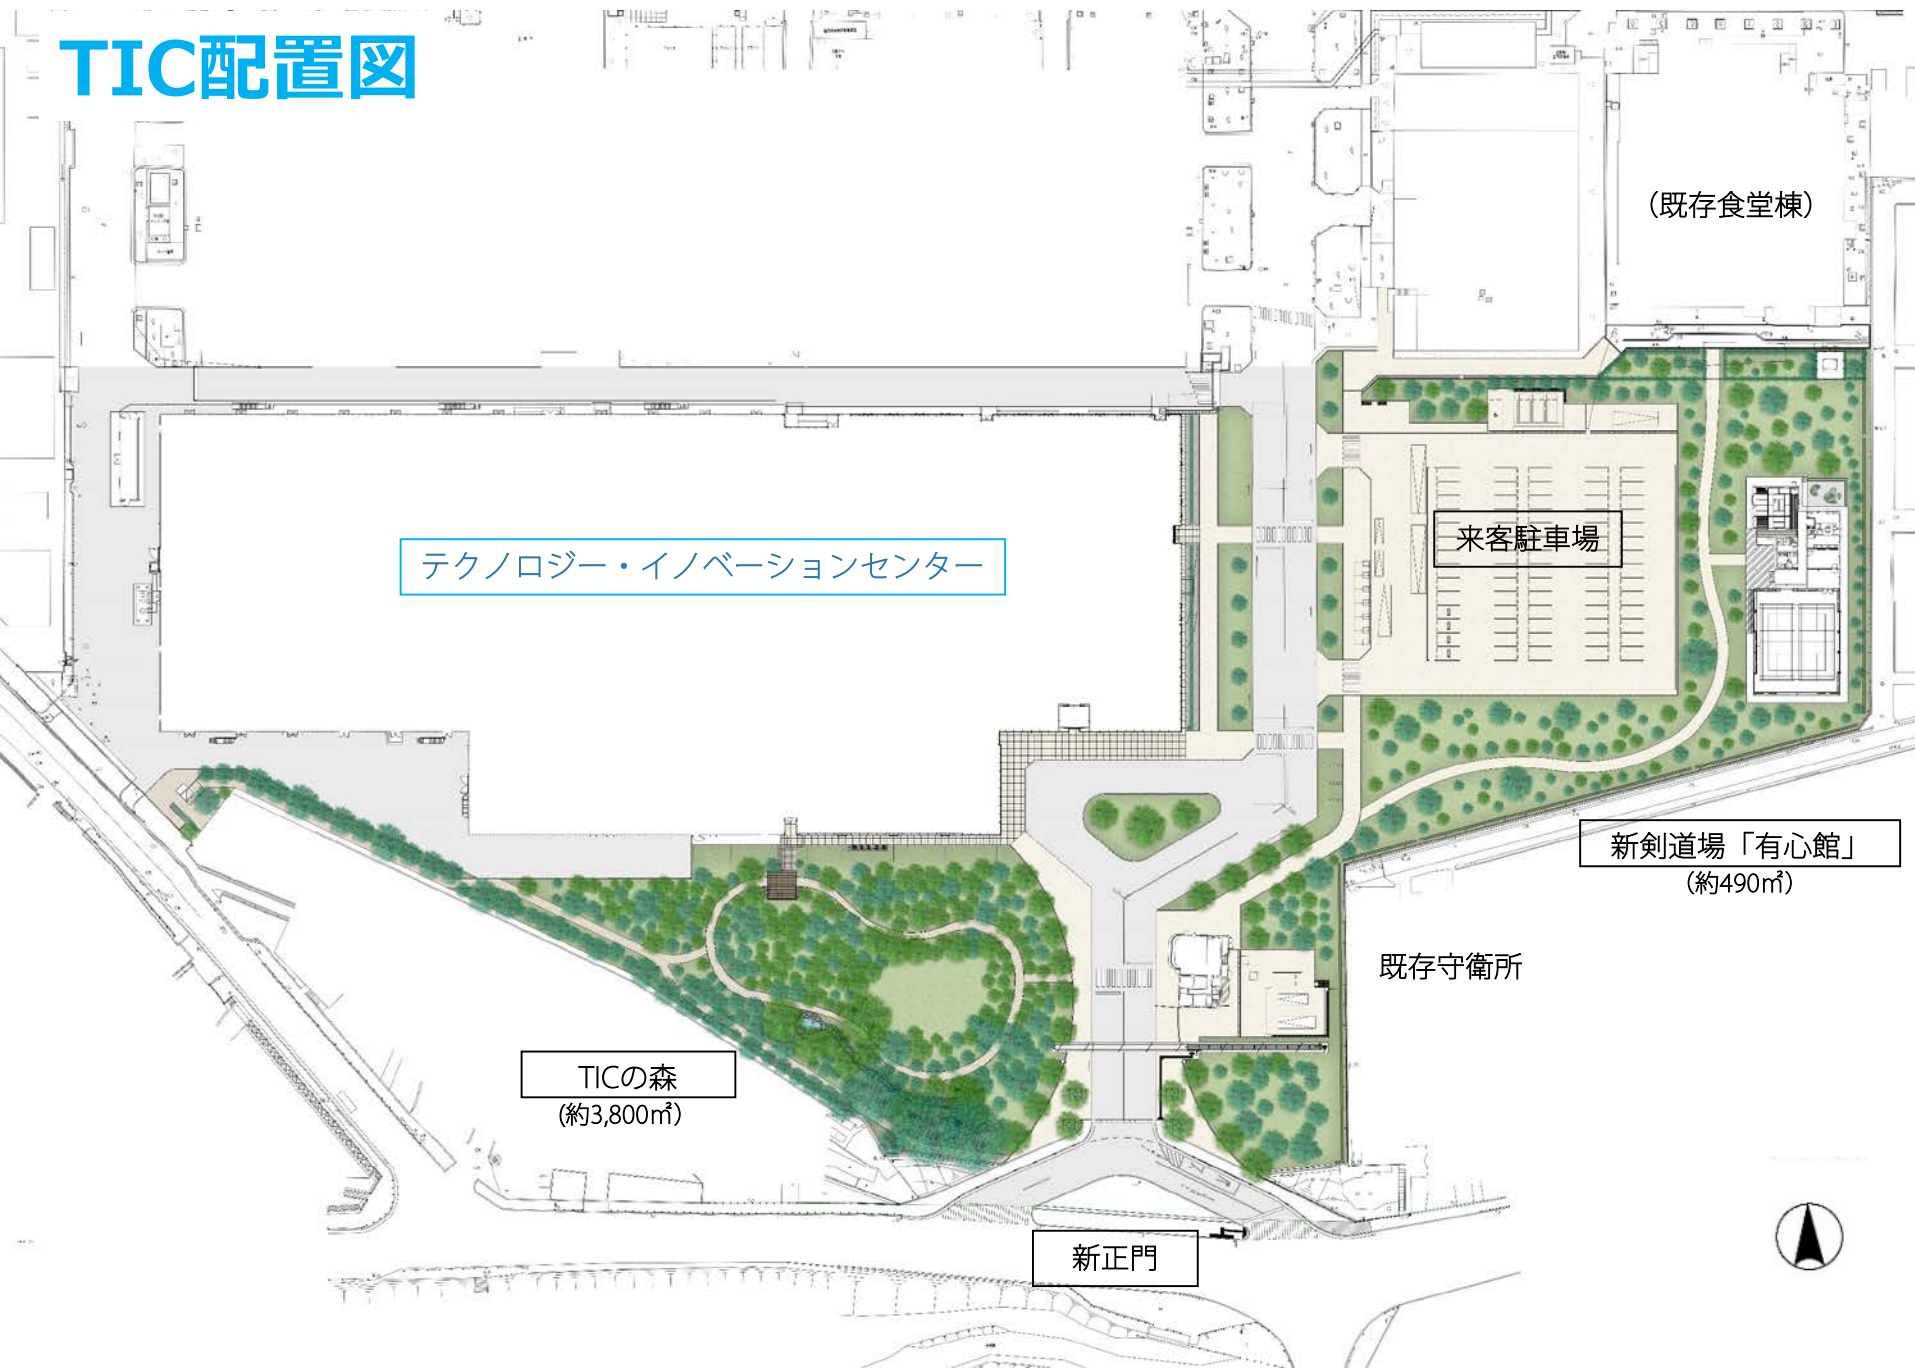 TIC配置図
（既存食堂棟）
来客駐車場
テクノロジー・イノベーションセンター
新剣道場「有心館」
（約490㎡）
既存守衛所
TICの森
（約3,800㎡）
新正門